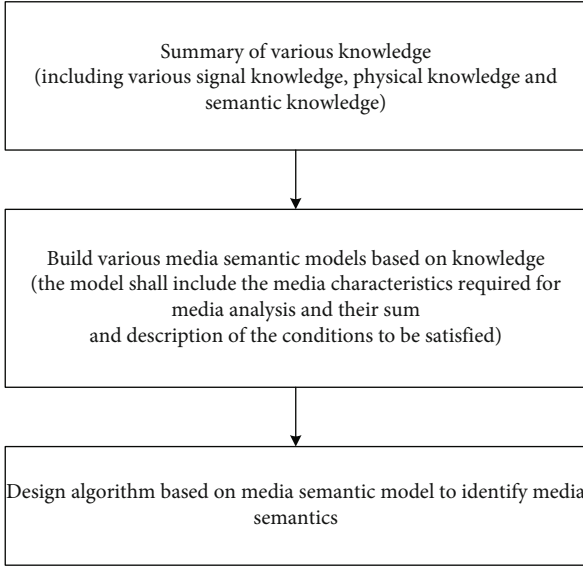 Summary of various knowledge
(including various signal knowledge, physical knowledge and
semantic knowledge)
Build various media semantic models based on knowledge
(the model shall include the media characteristics required for
media analysis and their sum
and description of the conditions to be satisfied)
Design algorithm based on media semantic model to identify media
semantics